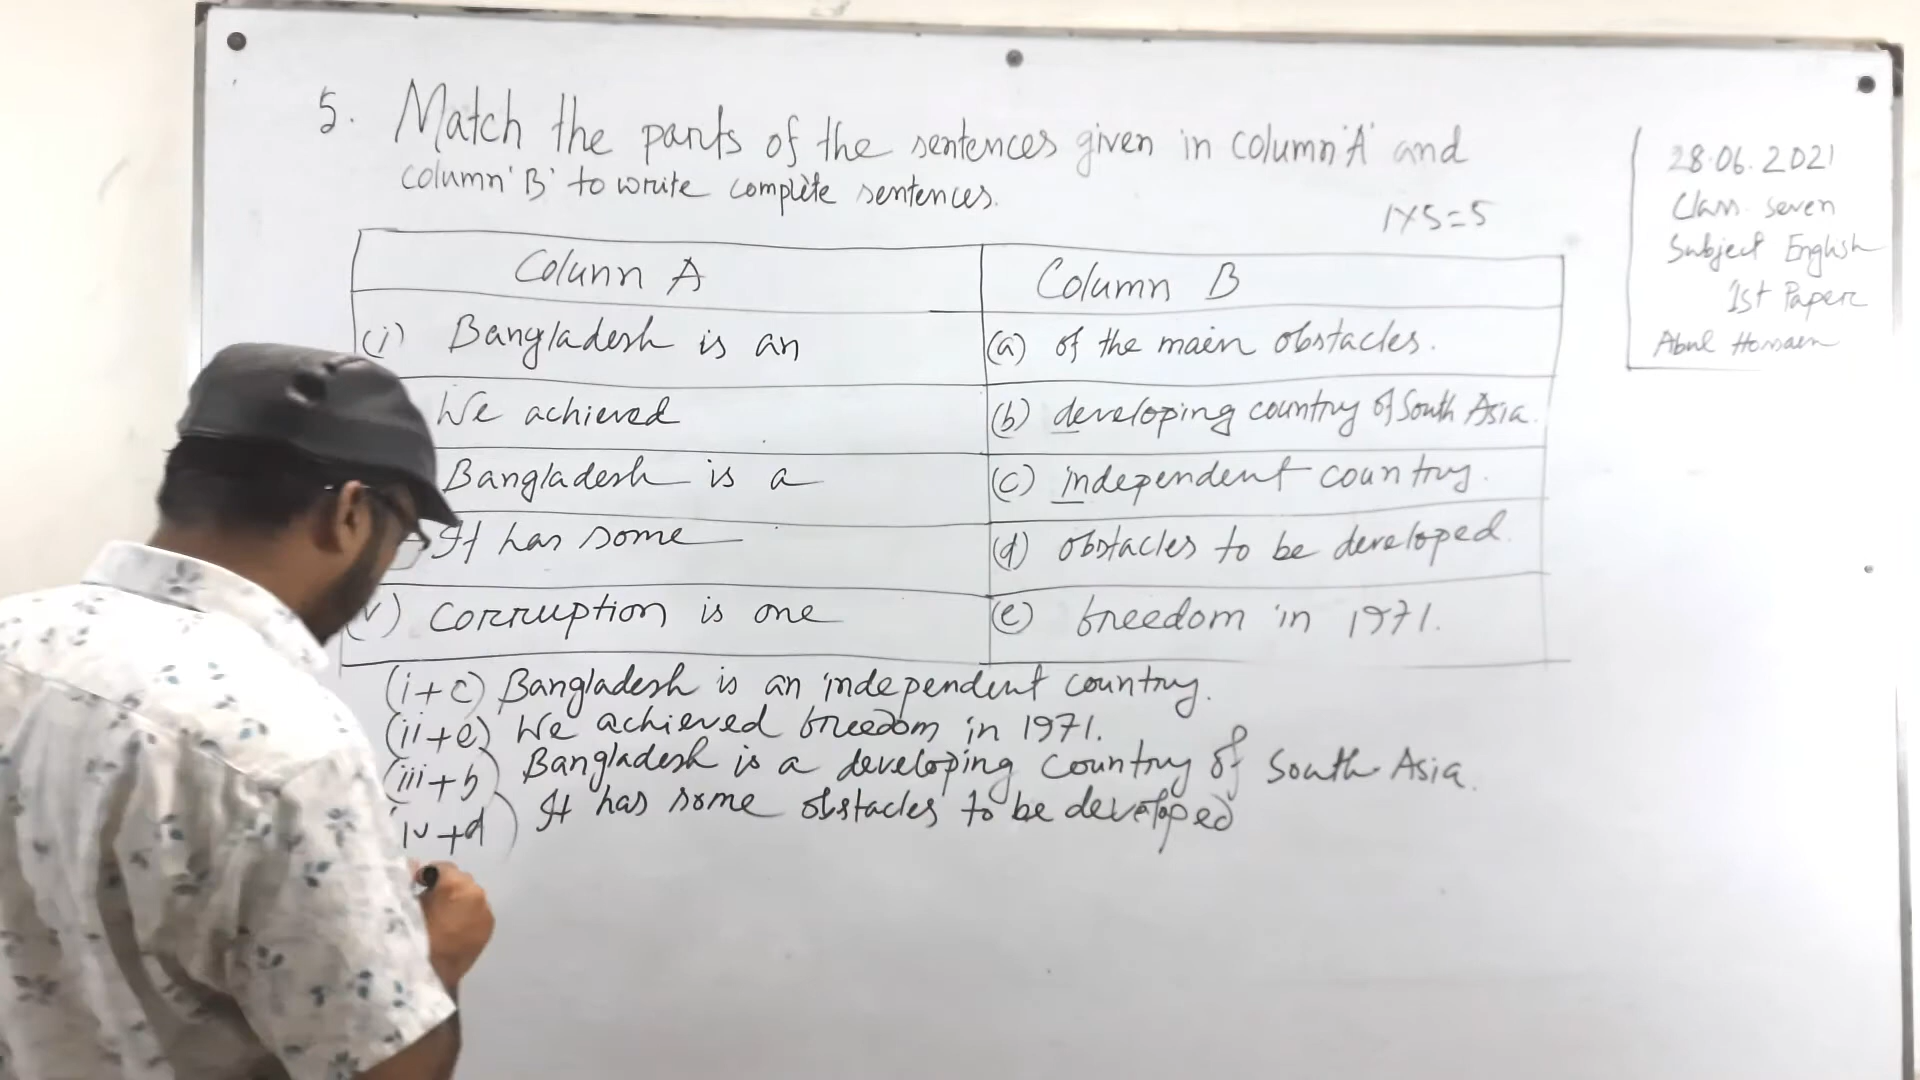 5. Match the parts of the sentences given in column 'A' and
column 'B' to write complete sentences.
1×5=5
Column A
Column B
(i) Bangladesh is an
(a) of the main obstacles.
We achieved
(b) developing country of South Asia.
Bangladesh is a
(c) independent country.
It has some
(d) obstacles to be developed.
v) Corruption is one
(e) freedom in 1971.
(i+c) Bangladesh is an independent country.
(ii+e) We achieved freedom in 1971.
(iii+b) Bangladesh is a developing country of South Asia.
(iv+d) It has some obstacles to be developed
28.06.2021
Class seven
Subject English
1st Paper
Abul Hossaen